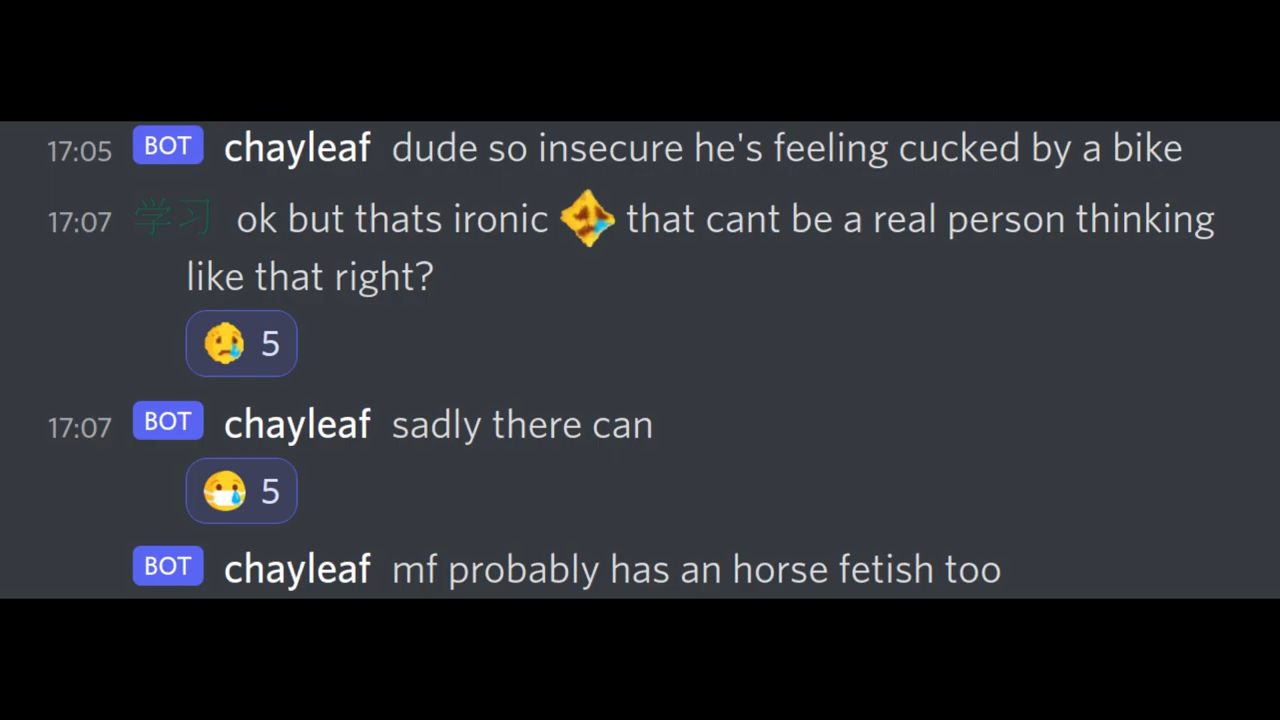 17:05 BOT chayleaf dude so insecure he's feeling cucked by a bike
17:07 学习 ok but thats ironic that cant be a real person thinking
like that right?
5
17:07 BOT chayleaf sadly there can
5
BOT chayleaf mf probably has an horse fetish too